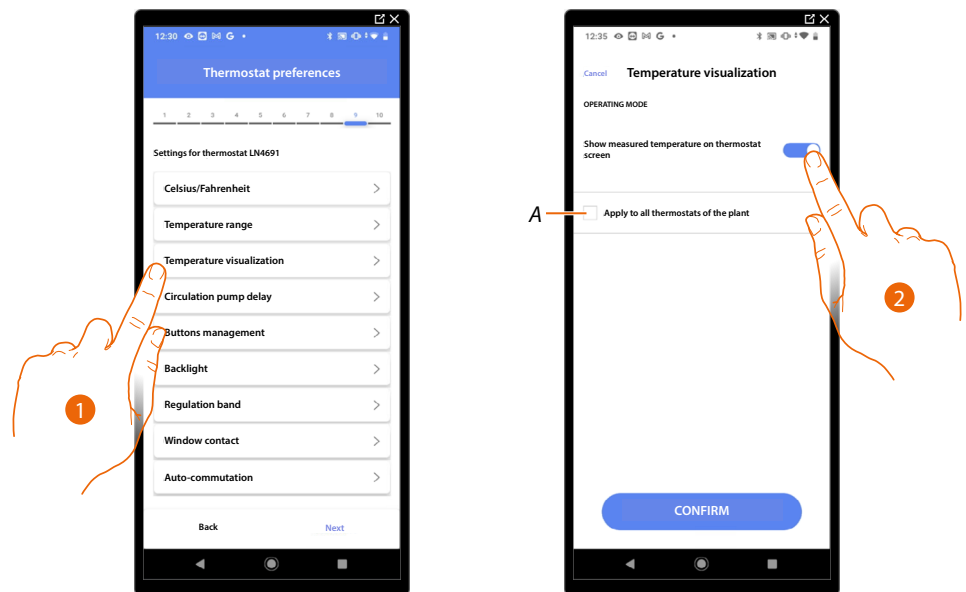 12:30 G
Thermostat preferences
1 2 3 4 5 6 7 8 9 10
Settings for thermostat LN4691
Celsius/Fahrenheit
Temperature range
Temperature visualization
Circulation pump delay
Buttons management
Backlight
Regulation band
Window contact
Auto-commutation
Back Next
1
12:35 G
Cancel Temperature visualization
OPERATING MODE
Show measured temperature on thermostat
screen
A
Apply to all thermostats of the plant
2
CONFIRM